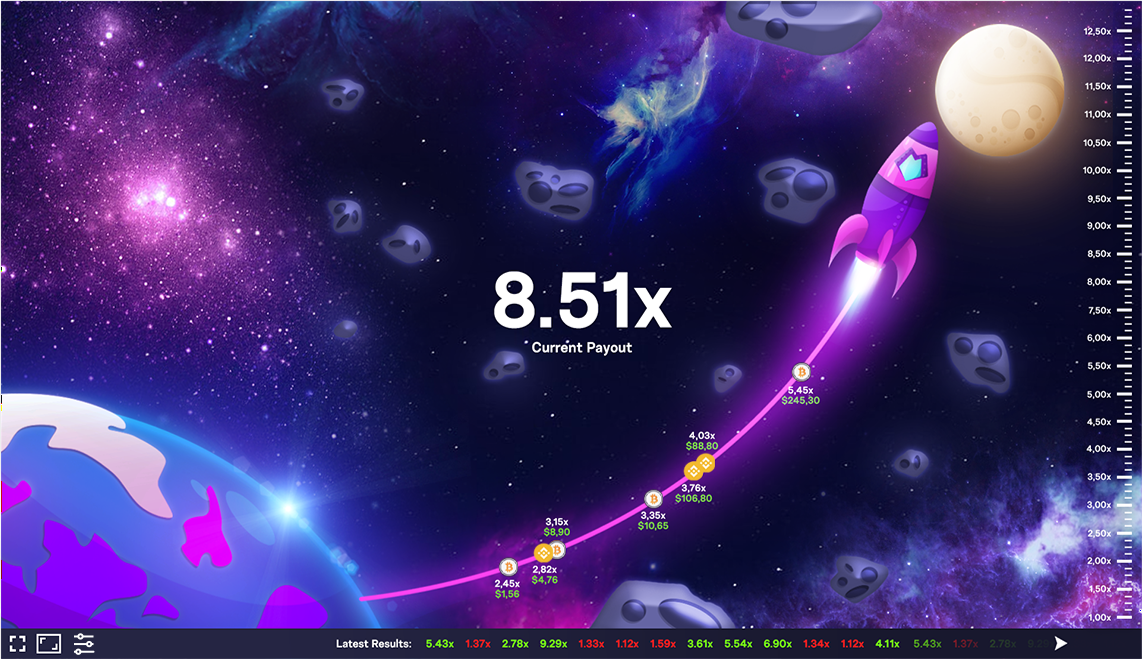 8.51x
Current Payout
5,45x
$245,30
4,03x
$88,80
3,76x
$106,80
3,35x
$10,65
3,15x
$8,90
2,82x
$4,76
2,45x
$1,56
12,50x
12,00x
11,50x
11,00x
10,50x
10,00x
9,50x
9,00x
8,50x
8,00x
7,50x
6,00x
5,50x
5,00x
4,50x
4,00x
3,50x
3,00x
2,50x
2,00x
1,50x
1,00x
Latest Results: 5.43x 1.37x 2.78x 9.29x 1.33x 1.12x 1.59x 3.61x 5.54x 6.90x 1.34x 1.12x 4.11x 5.43x 1.37x 2.78x